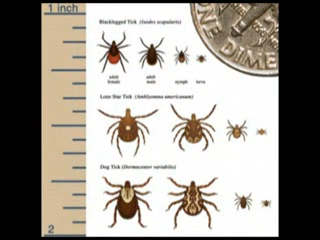 1 inch
ONE DIME
Blacklegged Tick (Ixodes scapularis)
adult female
adult male
nymph
larva
Lone Star Tick (Amblyomma americanum)
Dog Tick (Dermacentor variabilis)
2